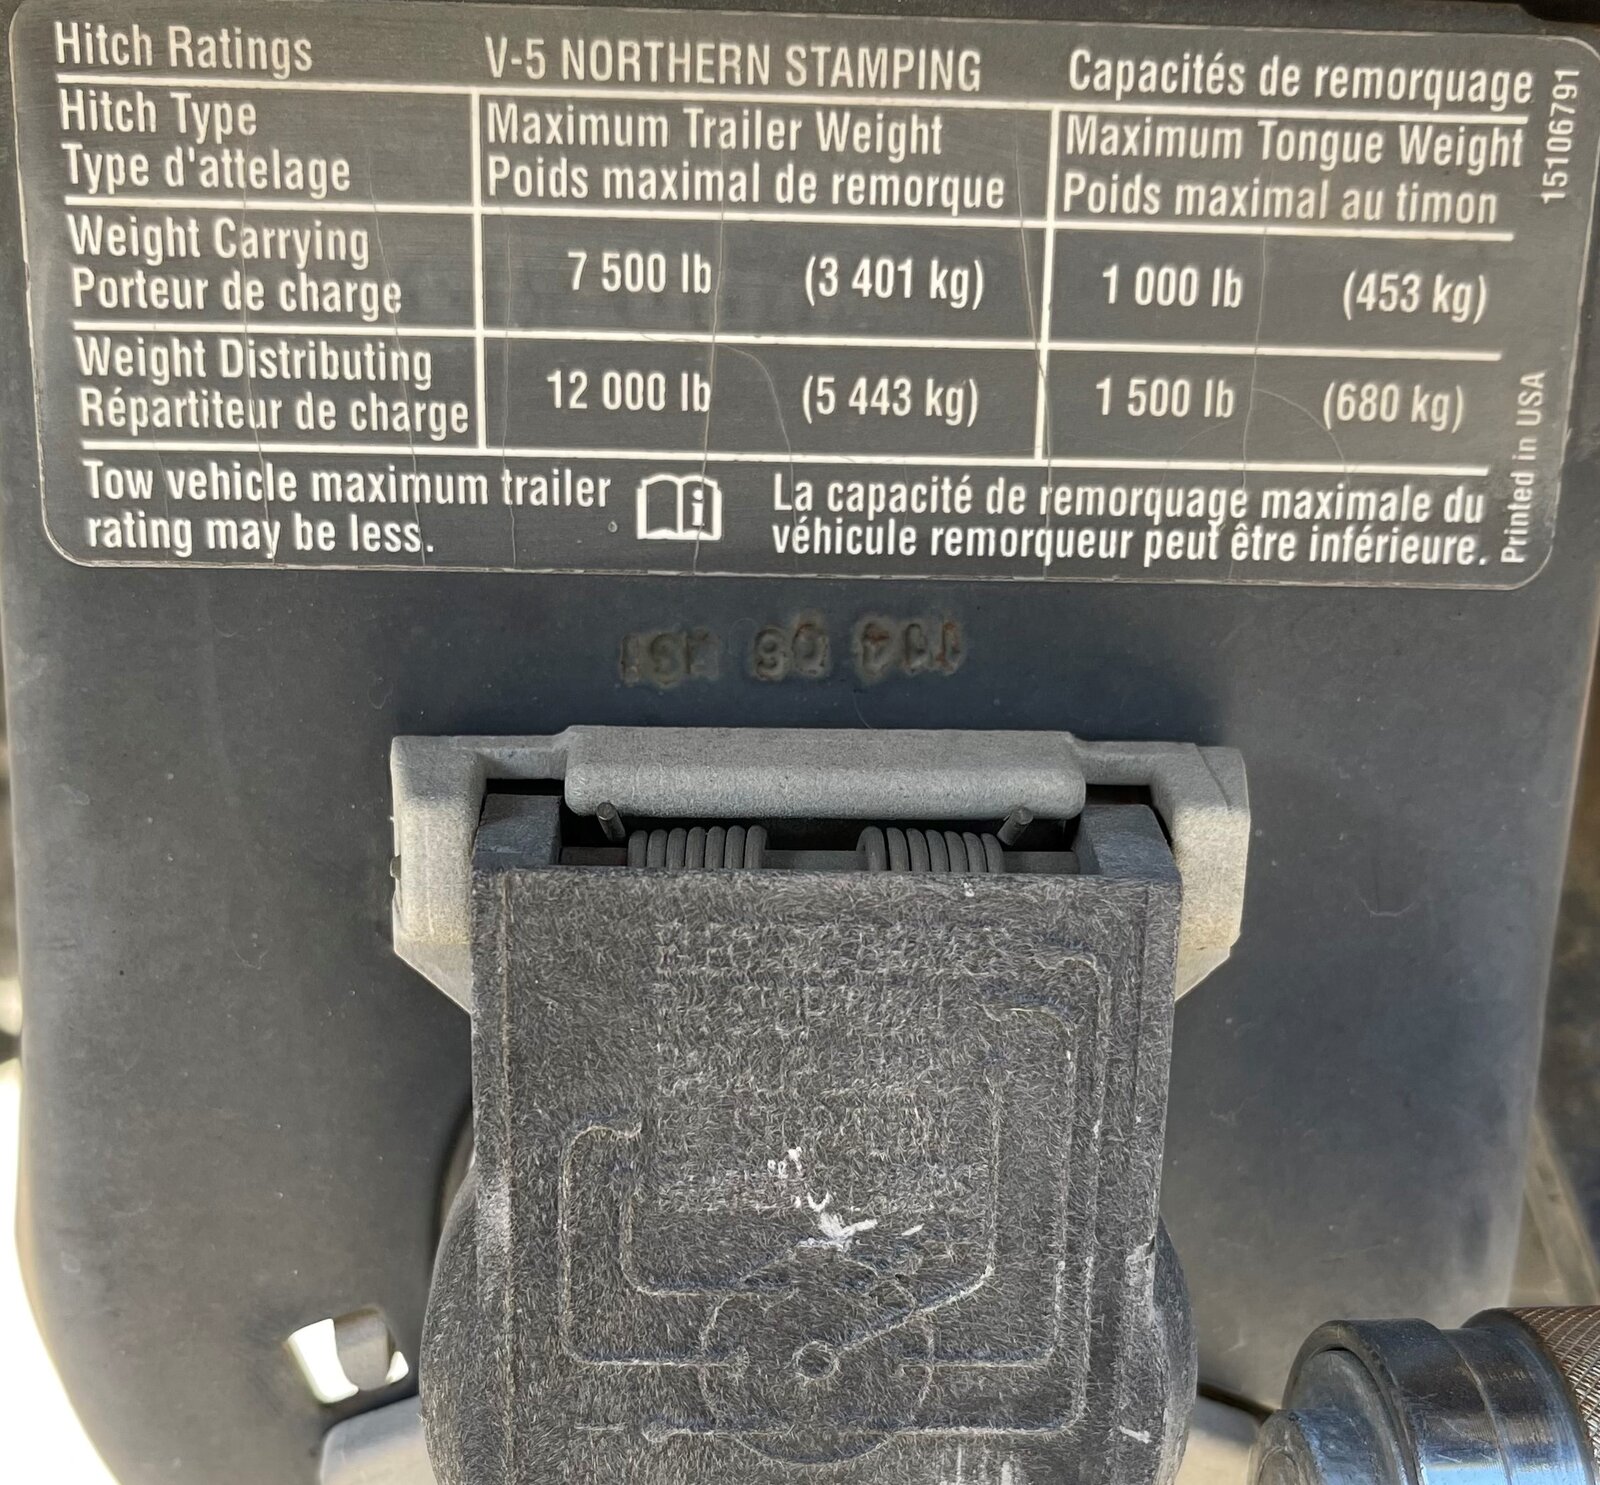 Hitch Ratings V-5 NORTHERN STAMPING Capacités de remorquage
Hitch Type
Type d'attelage
Maximum Trailer Weight
Poids maximal de remorque
Maximum Tongue Weight
Poids maximal au timon
Weight Carrying
Porteur de charge
7 500 lb (3 401 kg)
1 000 lb (453 kg)
Weight Distributing
Répartiteur de charge
12 000 lb (5 443 kg)
1 500 lb (680 kg)
Tow vehicle maximum trailer
rating may be less.
La capacité de remorquage maximale du
véhicule remorqueur peut être inférieure.
15106791
Printed in USA